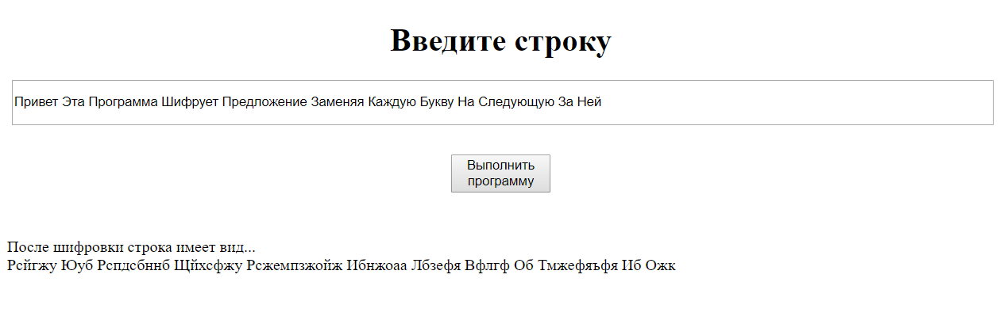 Введите строку
Привет Эта Программа Шифрует Предложение Заменяя Каждую Букву На Следующую За Ней
Выполнить
программу
После шифровки строка имеет вид...
Рсйгжу Юуб Рспдсбннб Щйхсфжу Рсжемпзжойж Ибнжоаа Лбзефя Вфлгф Об Тмжефяъфя Иб Ожк